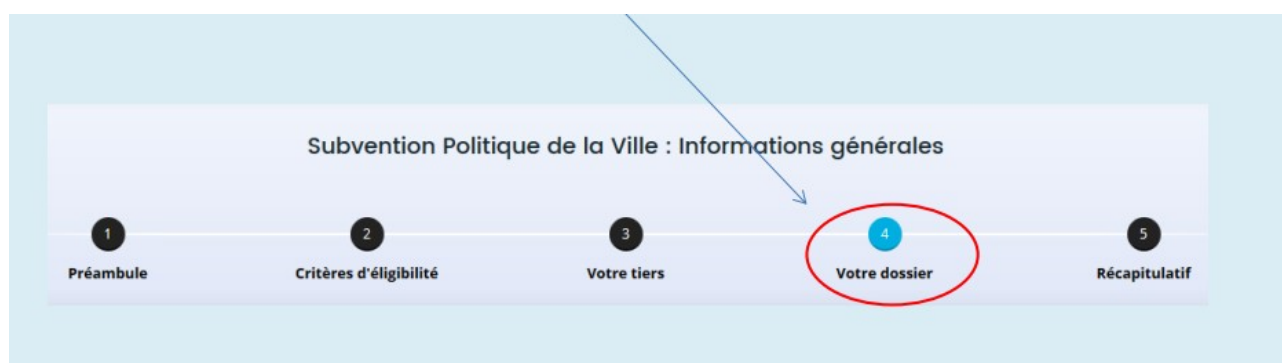 Subvention Politique de la Ville : Informations générales
1 2 3 4 5
Préambule Critères d'éligibilité Votre tiers Votre dossier Récapitulatif